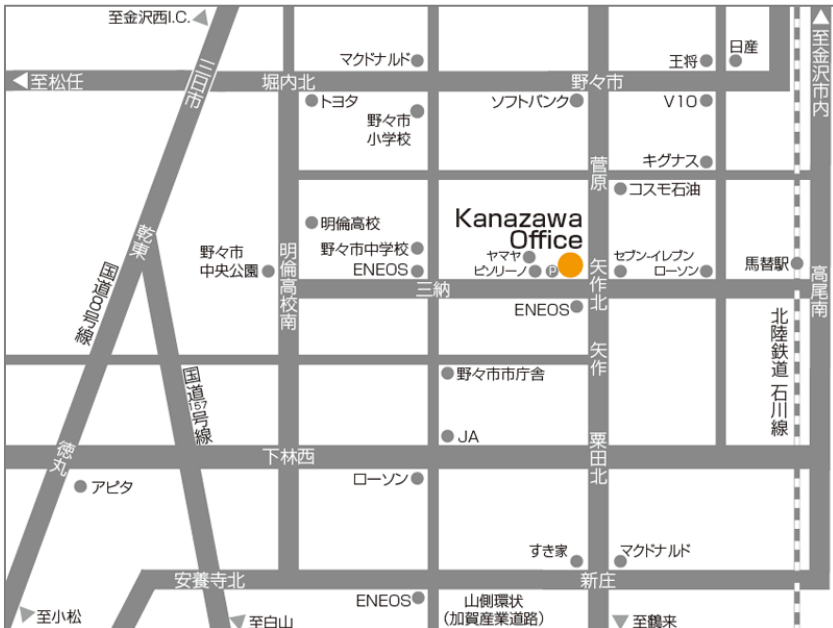 至金沢西I.C.
マクドナルド
王将
日産
至金沢市内
至松任
三日市
堀内北
野々市
トヨタ
野々市
小学校
ソフトバンク
V10
キグナス
菅原
コスモ石油
Kanazawa
Office
明倫高校
乾東
野々市
中央公園
明倫高校南
野々市中学校
ENEOS
ヤマヤ
ピソリーノ
P
矢作北
セブン-イレブン
ローソン
馬替駅
高尾南
三納
国道8号線
ENEOS
北陸鉄道 石川線
矢作
野々市市庁舎
国道157号線
JA
徳丸
下林西
粟田北
アピタ
ローソン
すき家
マクドナルド
安養寺北
新庄
ENEOS
山側環状
(加賀産業道路)
至小松
至白山
至鶴来